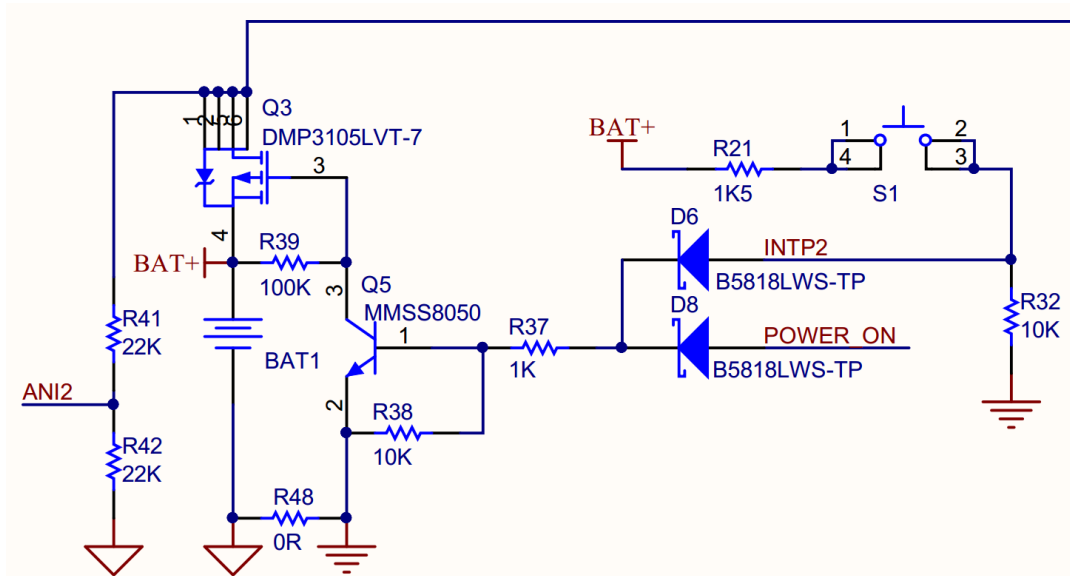 1
2
5
6
Q3
DMP3105LVT-7
3
4
BAT+
R39
100K
3
Q5
MMSS8050
1
2
R41
22K
ANI2
R42
22K
BAT1
R38
10K
R48
0R
R37
1K
BAT+
R21
1K5
1
4
2
3
S1
D6
INTP2
B5818LWS-TP
D8
POWER_ON
B5818LWS-TP
R32
10K